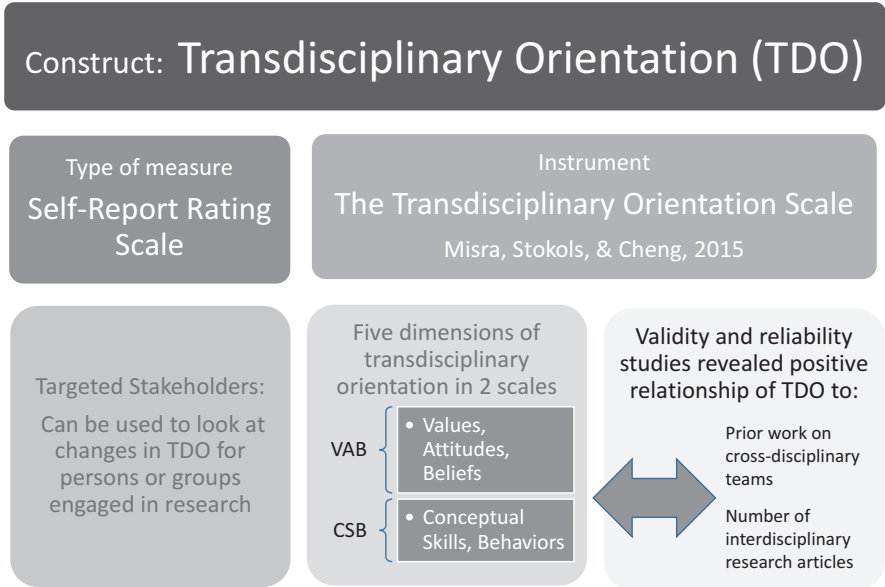 Construct: Transdisciplinary Orientation (TDO)
Type of measure
Self-Report Rating
Scale
Instrument
The Transdisciplinary Orientation Scale
Misra, Stokols, & Cheng, 2015
Targeted Stakeholders:
Can be used to look at
changes in TDO for
persons or groups
engaged in research
Five dimensions of
transdisciplinary
orientation in 2 scales
VAB
• Values,
Attitudes,
Beliefs
CSB
• Conceptual
Skills, Behaviors
Validity and reliability
studies revealed positive
relationship of TDO to:
Prior work on
cross-disciplinary
teams
Number of
interdisciplinary
research articles